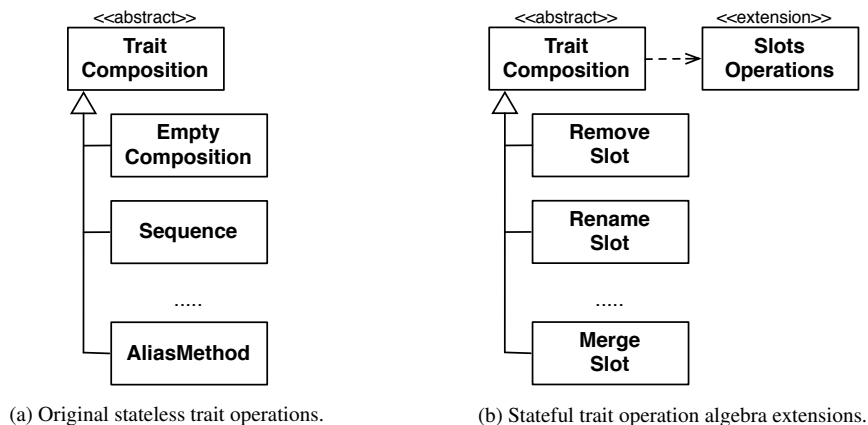 <<abstract>>
Trait
Composition
Empty
Composition
Sequence
.....
AliasMethod
(a) Original stateless trait operations.
<<abstract>>
Trait
Composition
<<extension>>
Slots
Operations
Remove
Slot
Rename
Slot
.....
Merge
Slot
(b) Stateful trait operation algebra extensions.